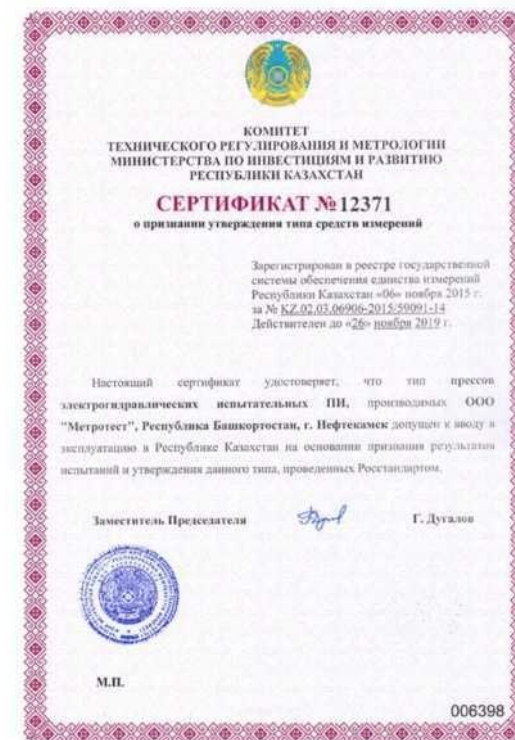 КОМИТЕТ
ТЕХНИЧЕСКОГО РЕГУЛИРОВАНИЯ И МЕТРОЛОГИИ
МИНИСТЕРСТВА ПО ИНВЕСТИЦИЯМ И РАЗВИТИЮ
РЕСПУБЛИКИ КАЗАХСТАН
СЕРТИФИКАТ №12371
о признании утверждения типа средств измерений
Зарегистрирован в реестре государственной
системы обеспечения единства измерений
Республики Казахстан «06» ноября 2015 г.
за № KZ.02.03.06906-2015/59091-14
Действителен до «26» ноября 2019 г.
Настоящий сертификат удостоверяет, что тип прессов
электрогидравлических испытательных ПИ, производимых ООО
"Метротест", Республика Башкортостан, г. Нефтекамск допущен к вводу в
эксплуатацию в Республике Казахстан на основании признания результатов
испытаний и утверждения данного типа, проведенных Росстандартом.
Заместитель Председателя Г. Дугалов
М.П.
006398